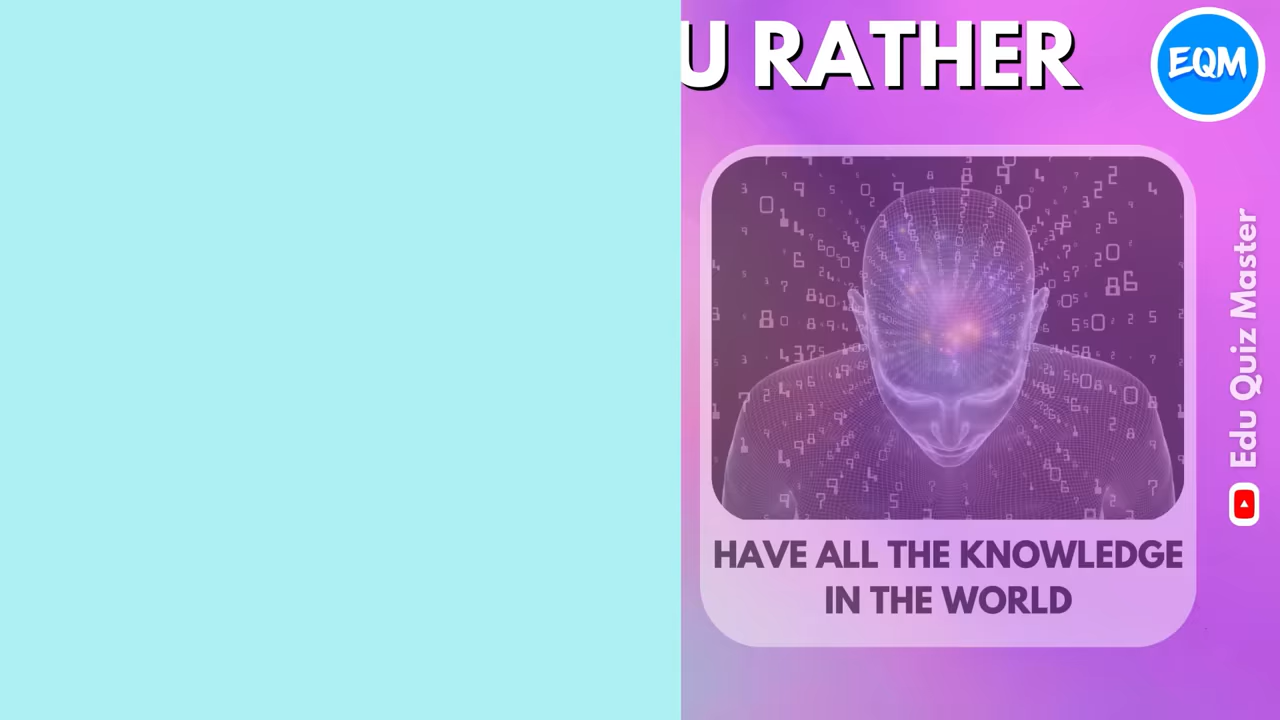 U RATHER
EQM
HAVE ALL THE KNOWLEDGE
IN THE WORLD
Edu Quiz Master